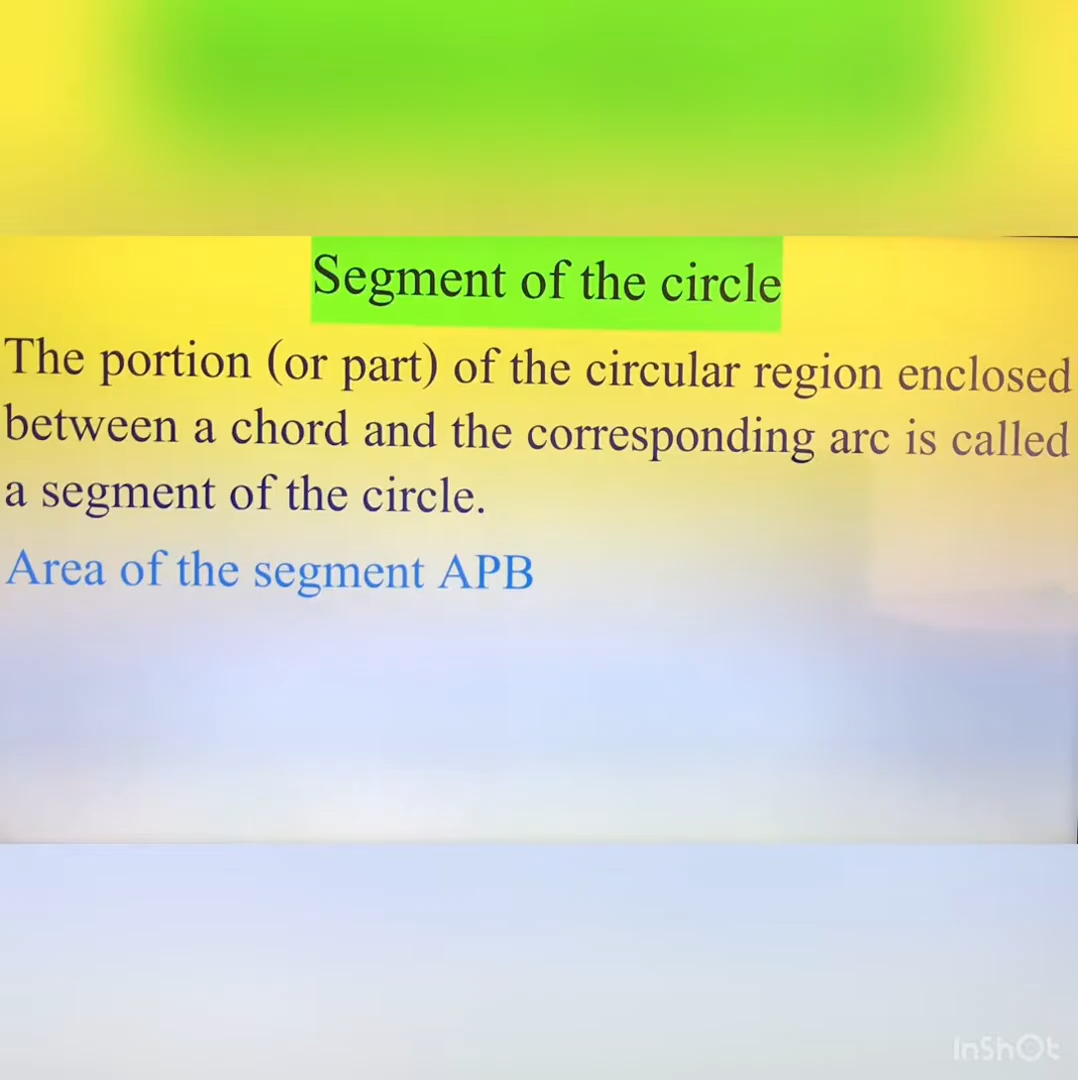 Segment of the circle
The portion (or part) of the circular region enclosed
between a chord and the corresponding arc is called
a segment of the circle.
Area of the segment APB
InShOt